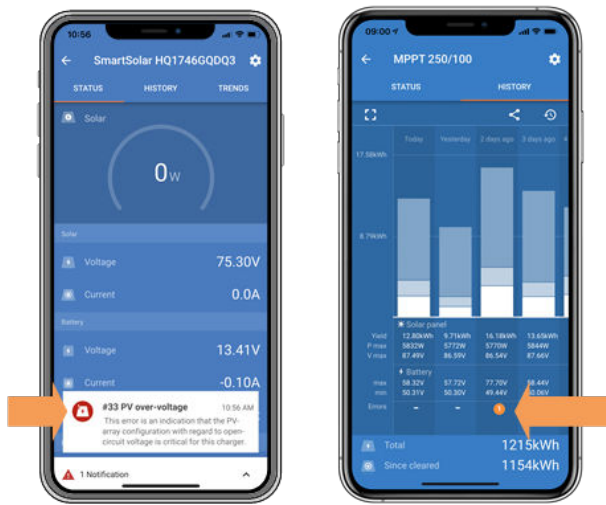 10:56
SmartSolar HQ1746GQDQ3
STATUS HISTORY TRENDS
Solar
0W
Solar
Voltage 75.30V
Current 0.0A
Battery
Voltage 13.41V
Current -0.10A
#33 PV over-voltage 10:56 AM
This error is an indication that the PV-
array configuration with regard to open-
circuit voltage is critical for this charger.
1 Notification
09:00
MPPT 250/100
STATUS HISTORY
Today Yesterday 2 days ago 3 days ago 4
17.58kWh
8.79kWh
Solar panel
Yield 12.80kWh 9.71kWh 16.18kWh 13.65kWh
P max 5832W 5772W 5770W 5844W
V max 87.49V 86.59V 86.54V 87.66V
Battery
max 58.32V 57.72V 77.70V 58.44V
min 50.31V 50.30V 49.44V 50.06V
Errors - - 1
Total 1215kWh
Since cleared 1154kWh